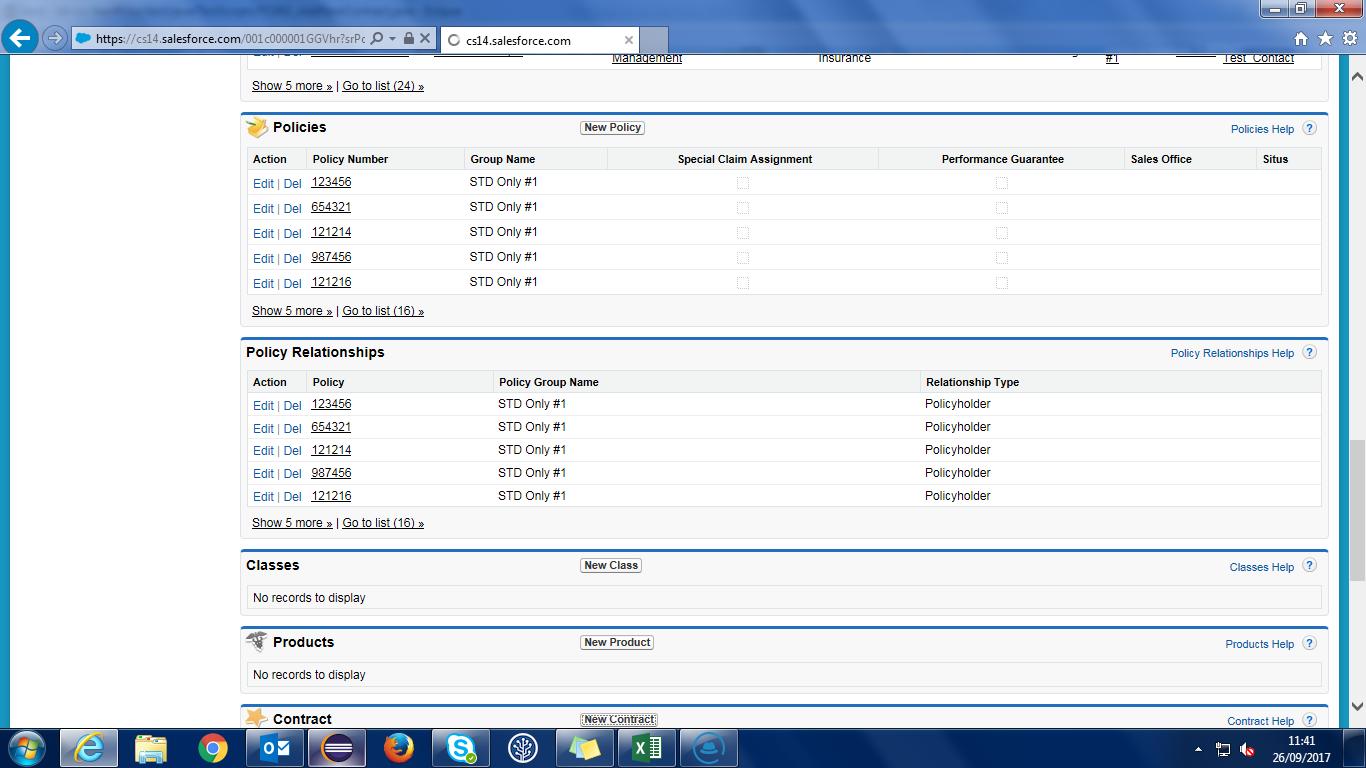 https://cs14.salesforce.com/001c000001GGVhr?srPc
cs14.salesforce.com
Management Insurance #1 Test Contact
Show 5 more » | Go to list (24) »
Policies New Policy Policies Help ?
Action Policy Number Group Name Special Claim Assignment Performance Guarantee Sales Office Situs
Edit | Del 123456 STD Only #1
Edit | Del 654321 STD Only #1
Edit | Del 121214 STD Only #1
Edit | Del 987456 STD Only #1
Edit | Del 121216 STD Only #1
Show 5 more » | Go to list (16) »
Policy Relationships Policy Relationships Help ?
Action Policy Policy Group Name Relationship Type
Edit | Del 123456 STD Only #1 Policyholder
Edit | Del 654321 STD Only #1 Policyholder
Edit | Del 121214 STD Only #1 Policyholder
Edit | Del 987456 STD Only #1 Policyholder
Edit | Del 121216 STD Only #1 Policyholder
Show 5 more » | Go to list (16) »
Classes New Class Classes Help ?
No records to display
Products New Product Products Help ?
No records to display
Contract New Contract Contract Help ?
11:41
26/09/2017